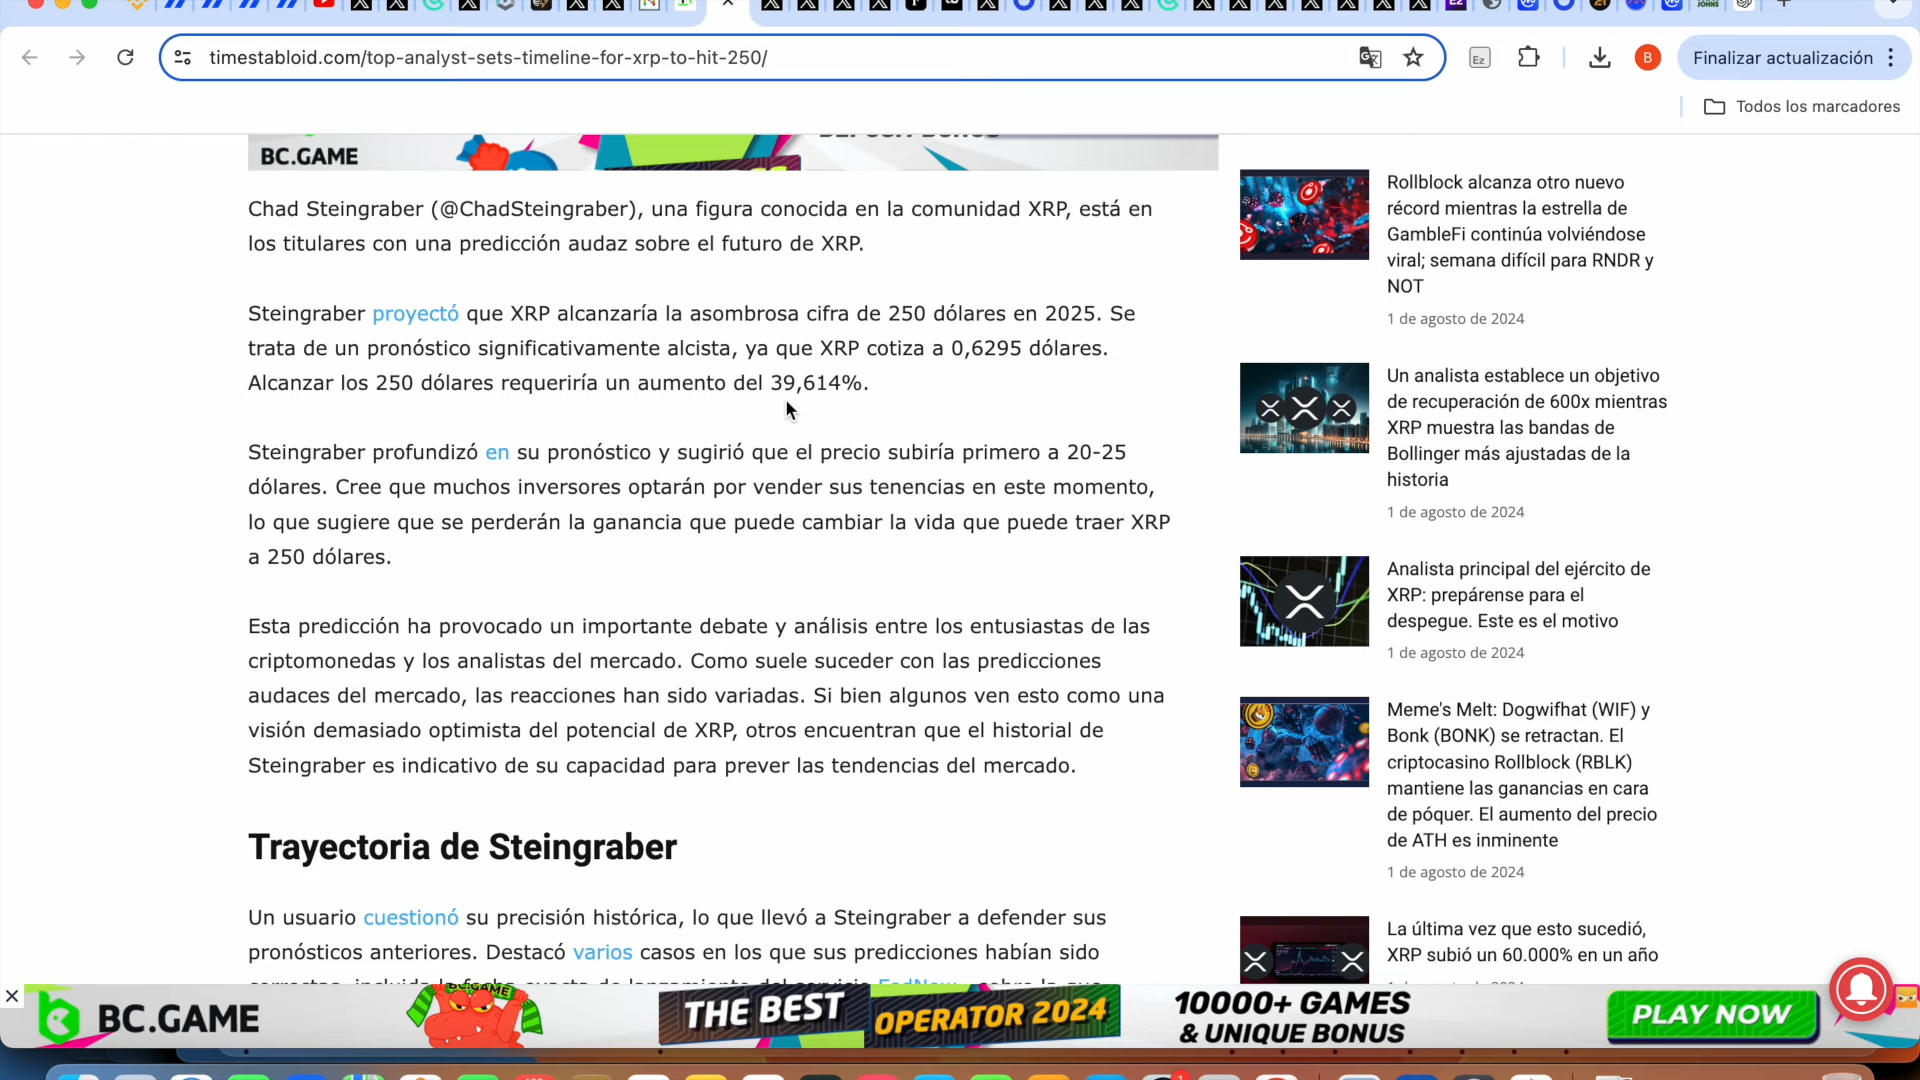 timestabloid.com/top-analyst-sets-timeline-for-xrp-to-hit-250/
Ez
B
Finalizar actualización
Todos los marcadores
BC.GAME
Chad Steingraber (@ChadSteingraber), una figura conocida en la comunidad XRP, está en
los titulares con una predicción audaz sobre el futuro de XRP.
Steingraber proyectó que XRP alcanzaría la asombrosa cifra de 250 dólares en 2025. Se
trata de un pronóstico significativamente alcista, ya que XRP cotiza a 0,6295 dólares.
Alcanzar los 250 dólares requeriría un aumento del 39,614%.
Steingraber profundizó en su pronóstico y sugirió que el precio subiría primero a 20-25
dólares. Cree que muchos inversores optarán por vender sus tenencias en este momento,
lo que sugiere que se perderán la ganancia que puede cambiar la vida que puede traer XRP
a 250 dólares.
Esta predicción ha provocado un importante debate y análisis entre los entusiastas de las
criptomonedas y los analistas del mercado. Como suele suceder con las predicciones
audaces del mercado, las reacciones han sido variadas. Si bien algunos ven esto como una
visión demasiado optimista del potencial de XRP, otros encuentran que el historial de
Steingraber es indicativo de su capacidad para prever las tendencias del mercado.
Trayectoria de Steingraber
Un usuario cuestionó su precisión histórica, lo que llevó a Steingraber a defender sus
pronósticos anteriores. Destacó varios casos en los que sus predicciones habían sido
Rollblock alcanza otro nuevo
récord mientras la estrella de
GambleFi continúa volviéndose
viral; semana difícil para RNDR y
NOT
1 de agosto de 2024
Un analista establece un objetivo
de recuperación de 600x mientras
XRP muestra las bandas de
Bollinger más ajustadas de la
historia
1 de agosto de 2024
Analista principal del ejército de
XRP: prepárense para el
despegue. Este es el motivo
1 de agosto de 2024
Meme's Melt: Dogwifhat (WIF) y
Bonk (BONK) se retractan. El
criptocasino Rollblock (RBLK)
mantiene las ganancias en cara
de póquer. El aumento del precio
de ATH es inminente
1 de agosto de 2024
La última vez que esto sucedió,
XRP subió un 60.000% en un año
BC.GAME
BC.GAME
THE BEST
OPERATOR 2024
10000+ GAMES
& UNIQUE BONUS
PLAY NOW